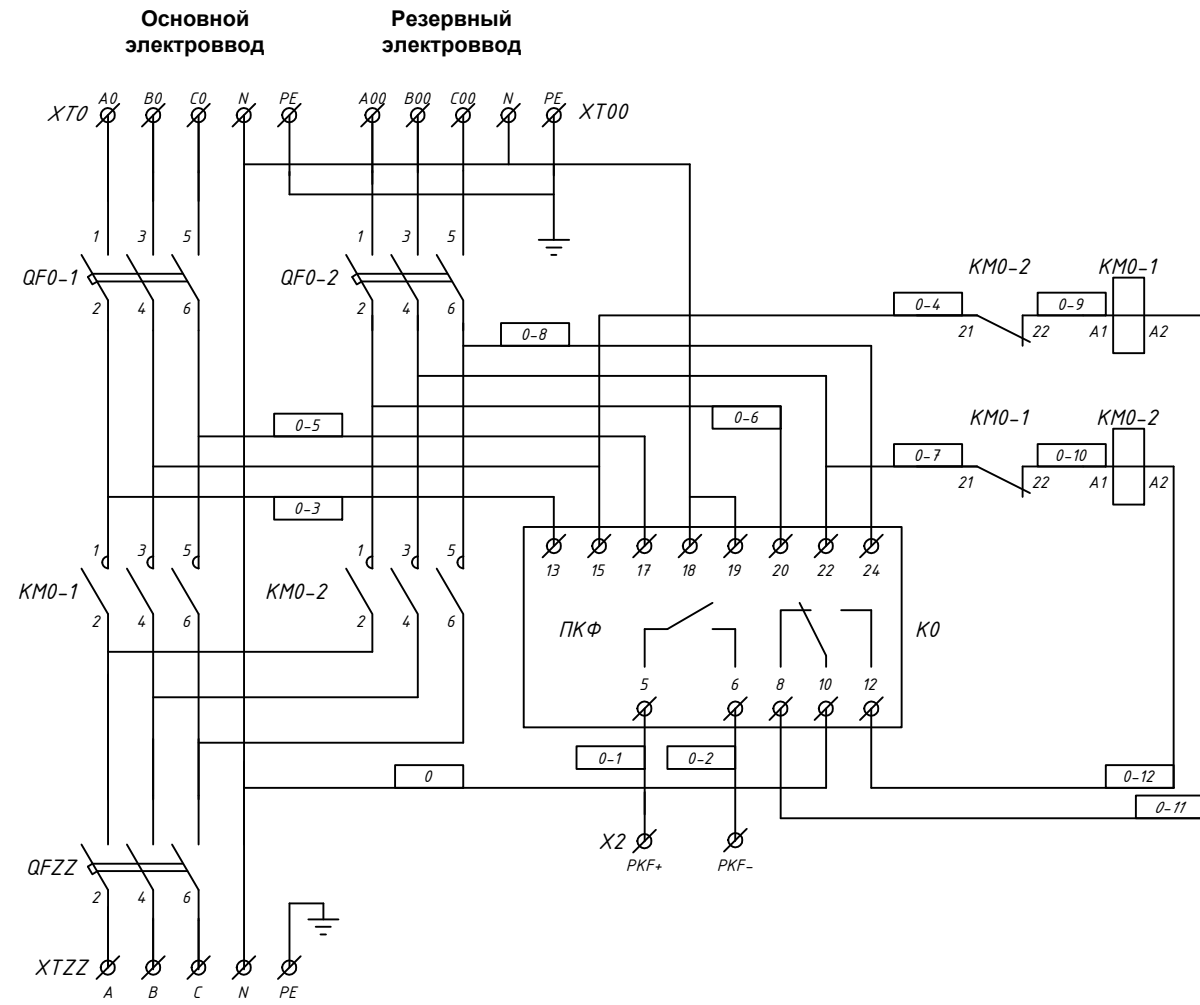 Основной
электроввод
Резервный
электроввод
XT0 A0 B0 C0 N PE A00 B00 C00 N PE XT00
1 3 5 1 3 5
QF0-1 QF0-2
2 4 6 2 4 6
KM0-2 KM0-1
0-4 0-9
21 22 A1 A2
0-8
0-6
0-5
KM0-1 KM0-2
0-7 0-10
21 22 A1 A2
0-3
1 3 5 1 3 5
13 15 17 18 19 20 22 24
KM0-1 KM0-2
2 4 6 2 4 6
ПКФ K0
5 6 8 10 12
0-1 0-2
0 0-12
0-11
X2
PKF+ PKF-
QFZZ
2 4 6
XTZZ
A B C N PE